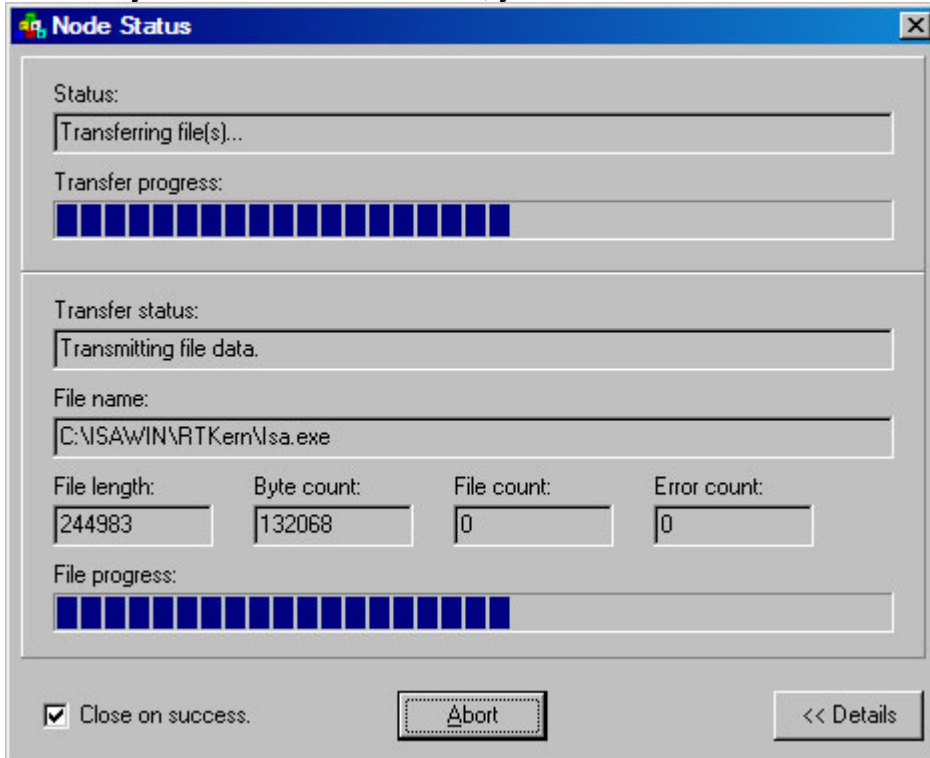 Node Status
Status:
Transferring file(s)...
Transfer progress:
Transfer status:
Transmitting file data.
File name:
C:\ISAWIN\RTKern\Isa.exe
File length: Byte count: File count: Error count:
244983 132068 0 0
File progress:
Close on success. Abort << Details